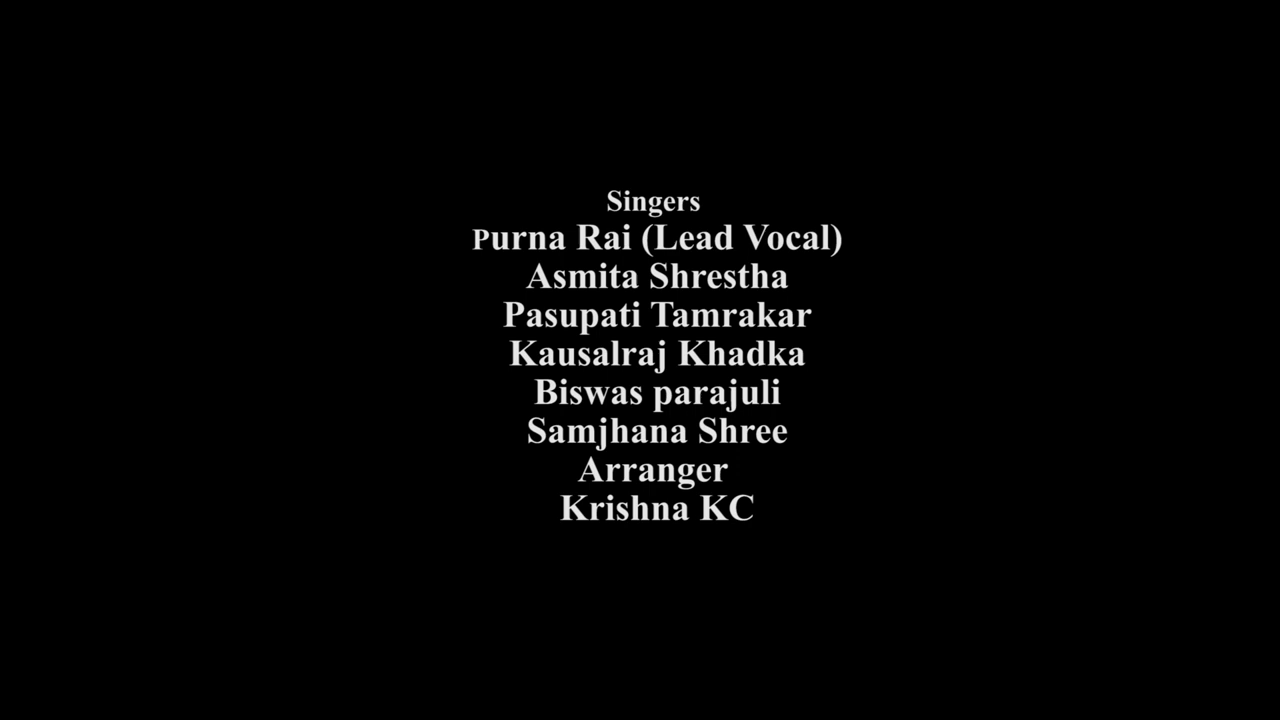 Singers
Purna Rai (Lead Vocal)
Asmita Shrestha
Pasupati Tamrakar
Kausalraj Khadka
Biswas parajuli
Samjhana Shree
Arranger
Krishna KC